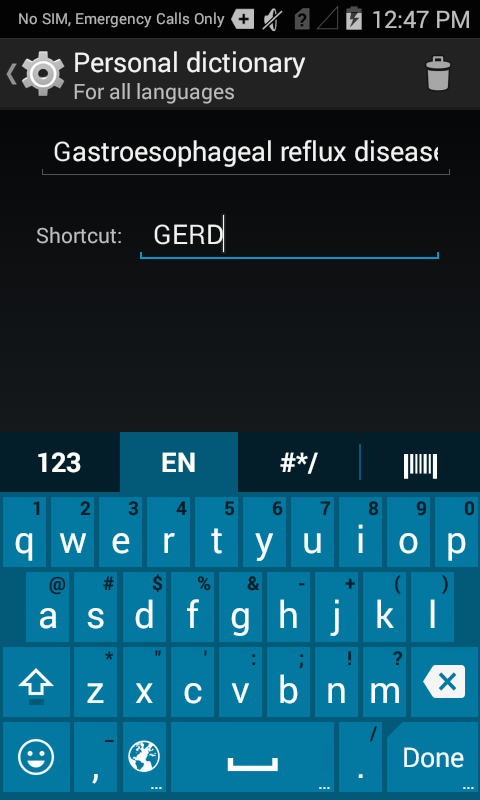 No SIM, Emergency Calls Only 12:47 PM
Personal dictionary
For all languages
Gastroesophageal reflux disease
Shortcut: GERD
123 EN #*/
1 2 3 4 5 6 7 8 9 0
q w e r t y u i o p
@ # $ % & - + ( )
a s d f g h j k l
* " ' : ; ! ?
z x c v b n m
_ /
, ... ... . Done ...